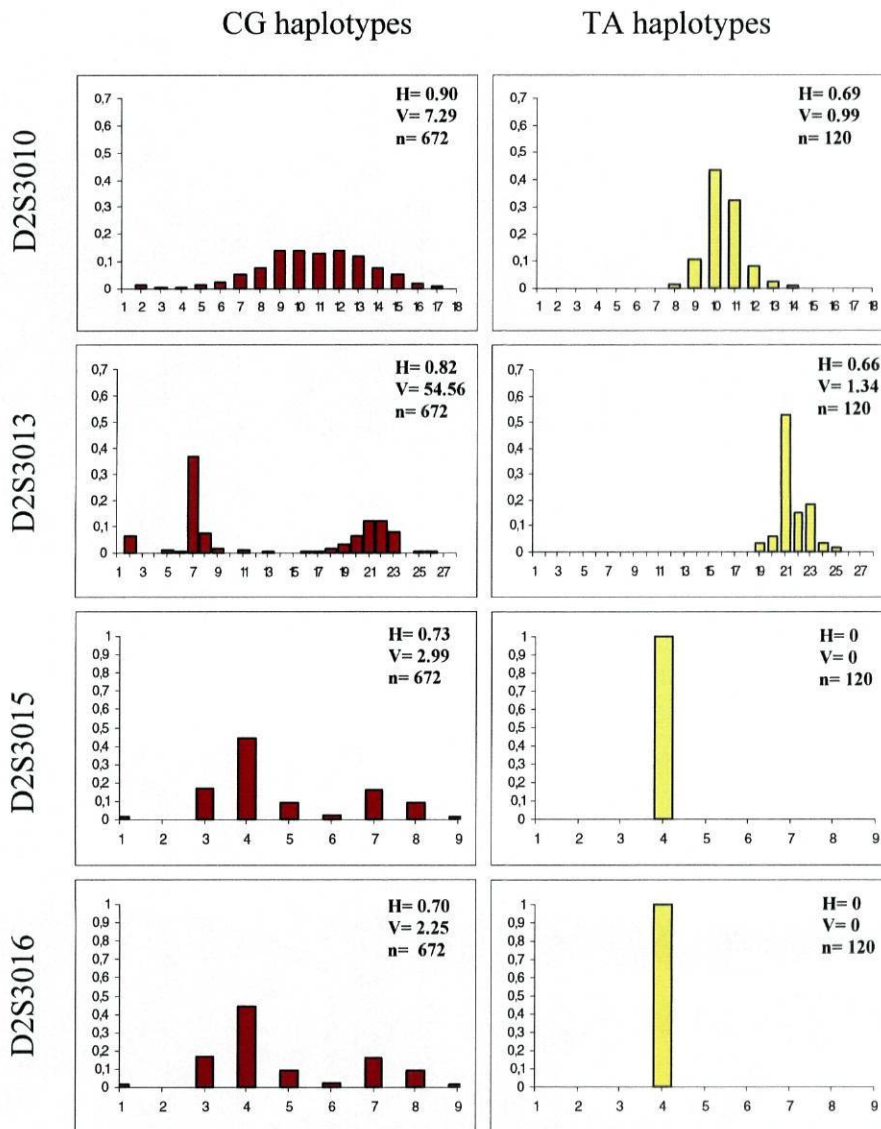 CG haplotypes
TA haplotypes
D2S3010
0,7
0,6
0,5
0,4
0,3
0,2
0,1
0
1 2 3 4 5 6 7 8 9 10 11 12 13 14 15 16 17 18
H= 0.90
V= 7.29
n= 672
0,7
0,6
0,5
0,4
0,3
0,2
0,1
0
1 2 3 4 5 6 7 8 9 10 11 12 13 14 15 16 17 18
H= 0.69
V= 0.99
n= 120
D2S3013
0,7
0,6
0,5
0,4
0,3
0,2
0,1
0
1 3 5 7 9 11 13 15 17 19 21 23 25 27
H= 0.82
V= 54.56
n= 672
0,7
0,6
0,5
0,4
0,3
0,2
0,1
0
1 3 5 7 9 11 13 15 17 19 21 23 25 27
H= 0.66
V= 1.34
n= 120
D2S3015
1
0,9
0,8
0,7
0,6
0,5
0,4
0,3
0,2
0,1
0
1 2 3 4 5 6 7 8 9
H= 0.73
V= 2.99
n= 672
1
0,9
0,8
0,7
0,6
0,5
0,4
0,3
0,2
0,1
0
1 2 3 4 5 6 7 8 9
H= 0
V= 0
n= 120
D2S3016
1
0,9
0,8
0,7
0,6
0,5
0,4
0,3
0,2
0,1
0
1 2 3 4 5 6 7 8 9
H= 0.70
V= 2.25
n= 672
1
0,9
0,8
0,7
0,6
0,5
0,4
0,3
0,2
0,1
0
1 2 3 4 5 6 7 8 9
H= 0
V= 0
n= 120